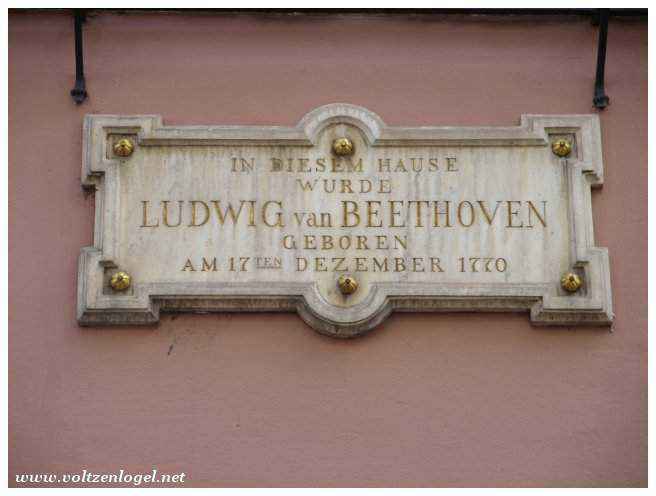 IN DIESEM HAUSE
WURDE
LUDWIG van BEETHOVEN
GEBOREN
AM 17TEN DEZEMBER 1770
www.voltzenlogel.net